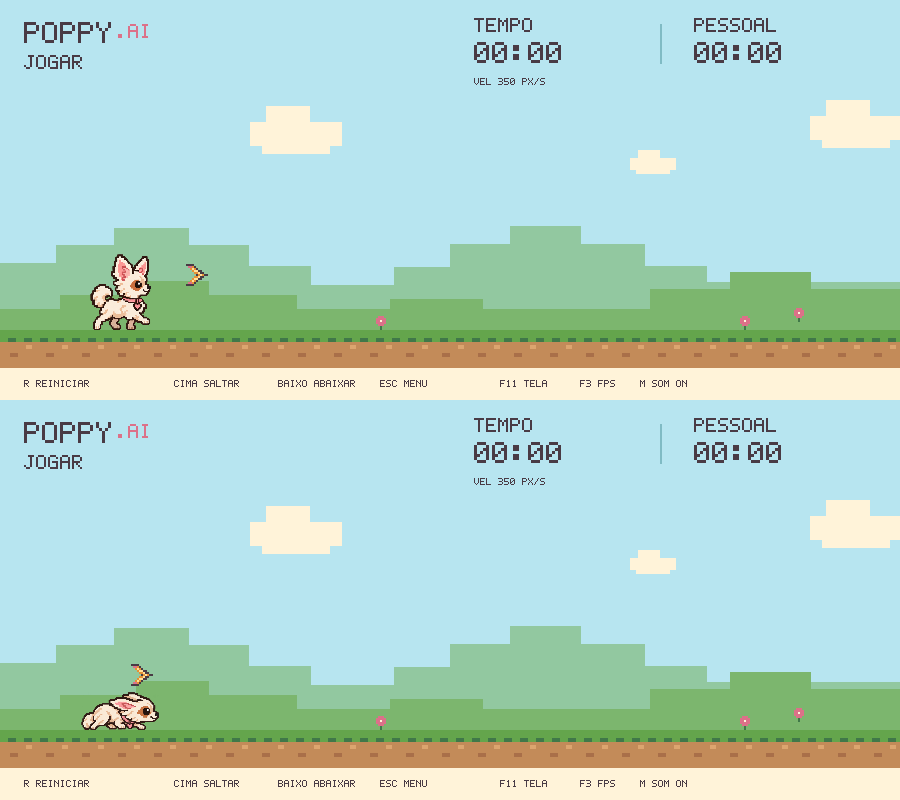 POPPY.AI
JOGAR
TEMPO
00:00
VEL 350 PX/S
PESSOAL
00:00
R REINICIAR CIMA SALTAR BAIXO ABAIXAR ESC MENU F11 TELA F3 FPS M SOM ON
POPPY.AI
JOGAR
TEMPO
00:00
VEL 350 PX/S
PESSOAL
00:00
R REINICIAR CIMA SALTAR BAIXO ABAIXAR ESC MENU F11 TELA F3 FPS M SOM ON